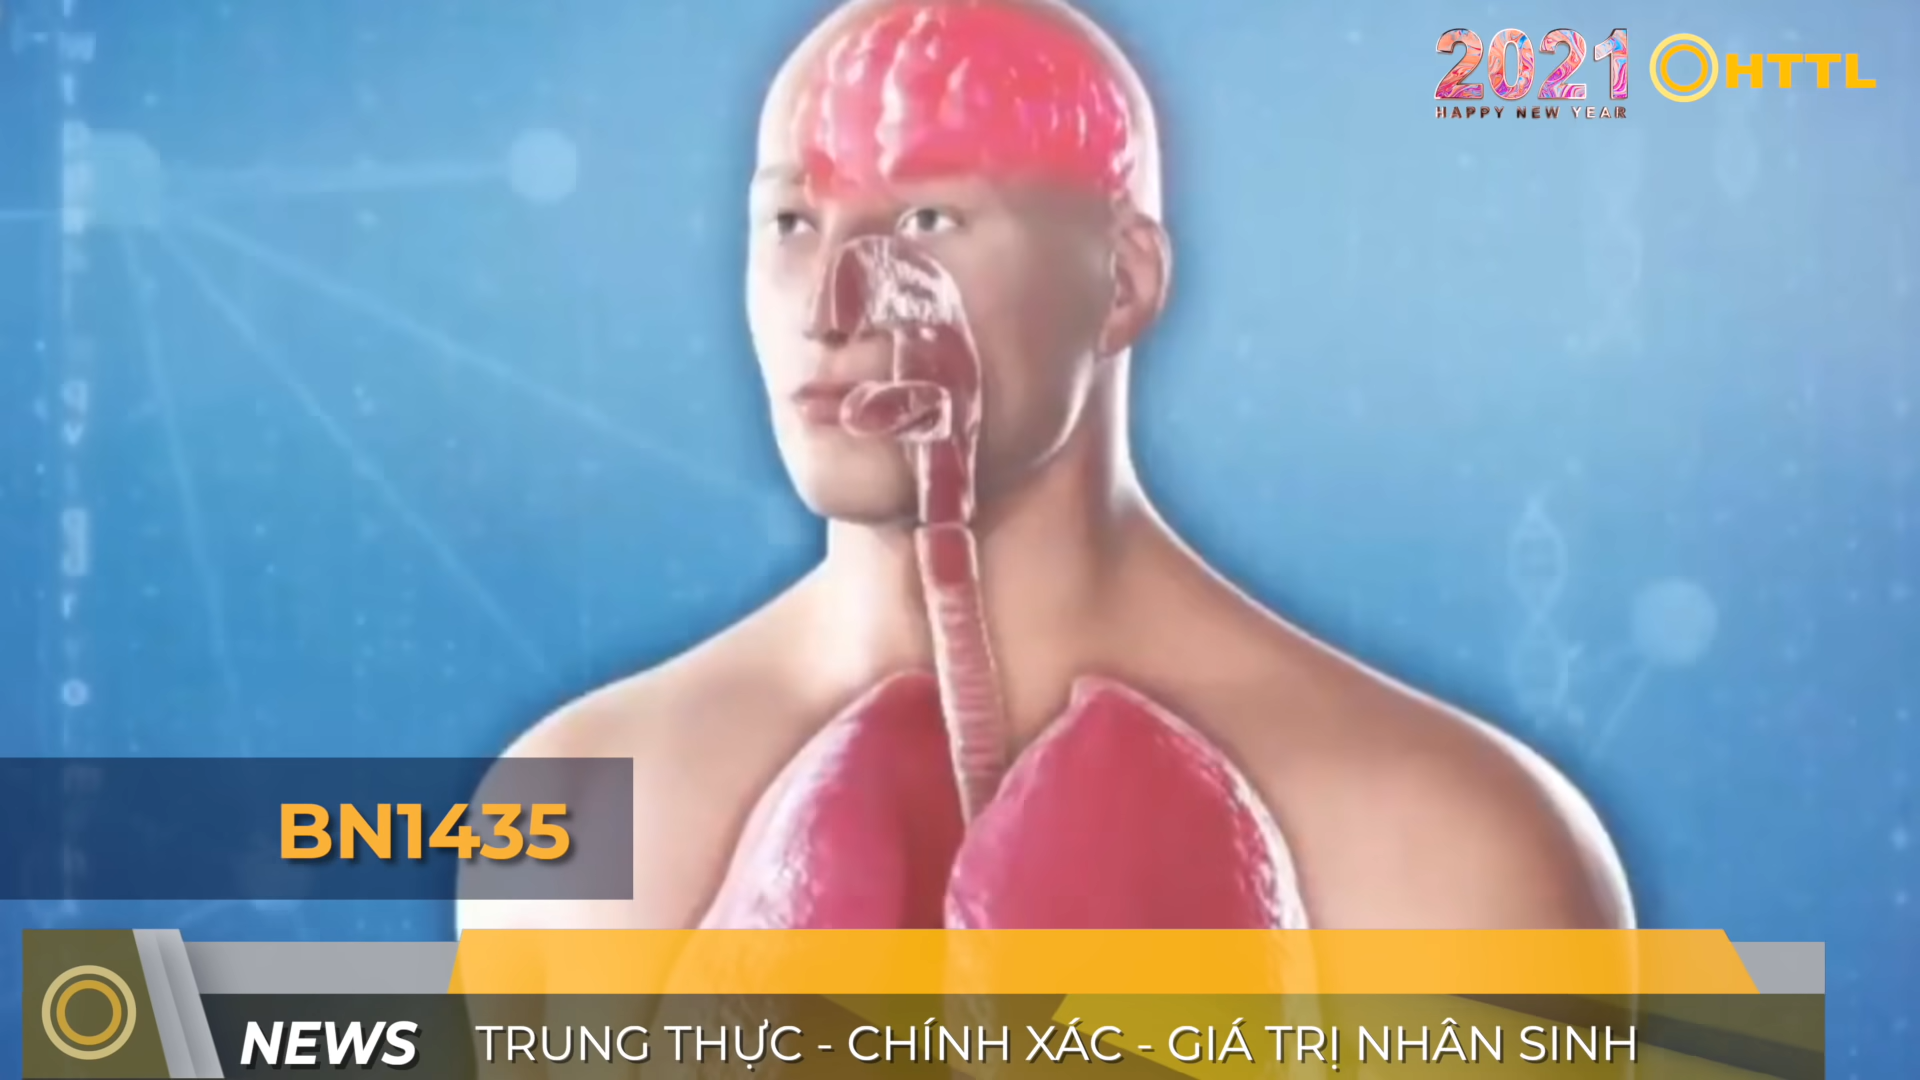 2021
HAPPY NEW YEAR
HTTL
BN1435
NEWS
TRUNG THỰC - CHÍNH XÁC - GIÁ TRỊ NHÂN SINH